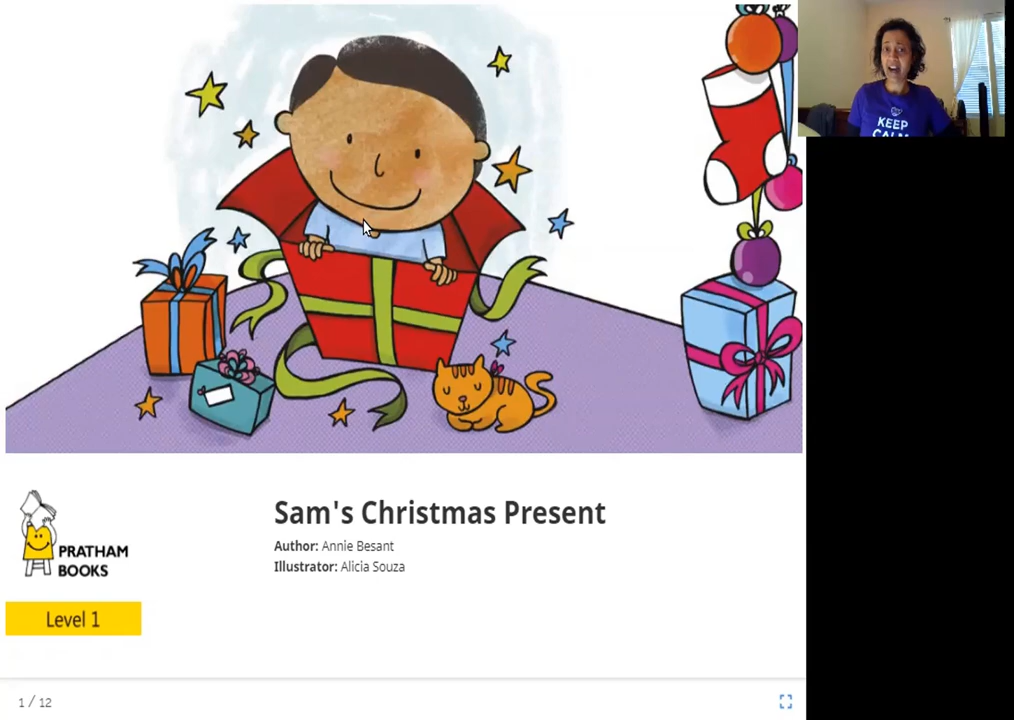 KEEP
CALM
Sam's Christmas Present
Author: Annie Besant
Illustrator: Alicia Souza
PRATHAM
BOOKS
Level 1
1 / 12